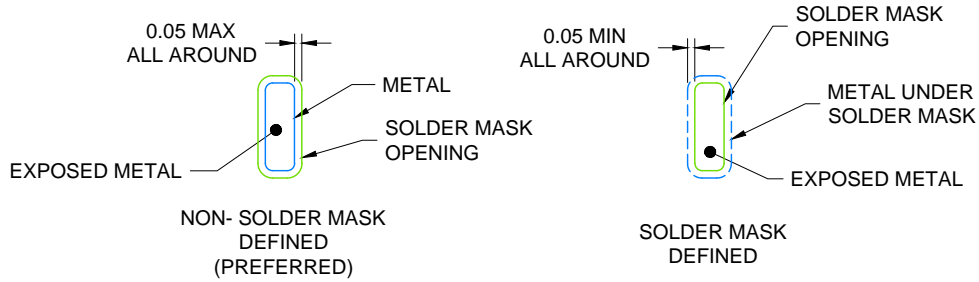 0.05 MAX
ALL AROUND
METAL
SOLDER MASK
OPENING
EXPOSED METAL
NON- SOLDER MASK
DEFINED
(PREFERRED)
0.05 MIN
ALL AROUND
SOLDER MASK
OPENING
METAL UNDER
SOLDER MASK
EXPOSED METAL
SOLDER MASK
DEFINED